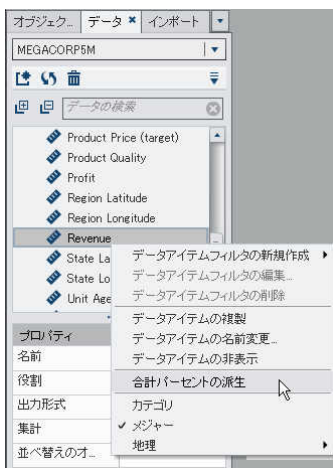 オブジェク... データ × インポート
MEGACORP5M
データの検索
Product Price (target)
Product Quality
Profit
Region Latitude
Region Longitude
Revenue
State La
State Lo
Unit Age
データアイテムフィルタの新規作成
データアイテムフィルタの編集...
データアイテムフィルタの削除
データアイテムの複製
データアイテムの名前変更...
データアイテムの非表示
合計パーセントの派生
カテゴリ
✓ メジャー
地理
プロパティ
名前
役割
出力形式
集計
並べ替えのオ...